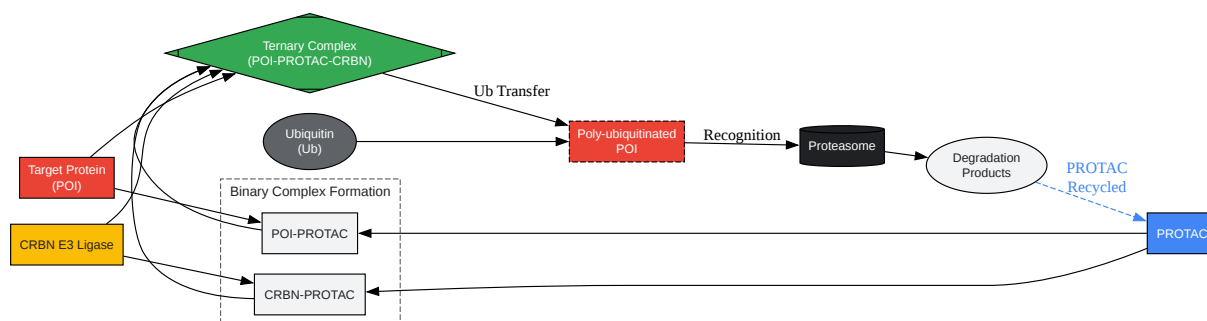 Ternary Complex
(POI-PROTAC-CRBN)
Ub Transfer
Ubiquitin
(Ub)
Poly-ubiquitinated
POI
Recognition
Proteasome
Degradation
Products
PROTAC
Recycled
Target Protein
(POI)
Binary Complex Formation
POI-PROTAC
PROTAC
CRBN E3 Ligase
CRBN-PROTAC